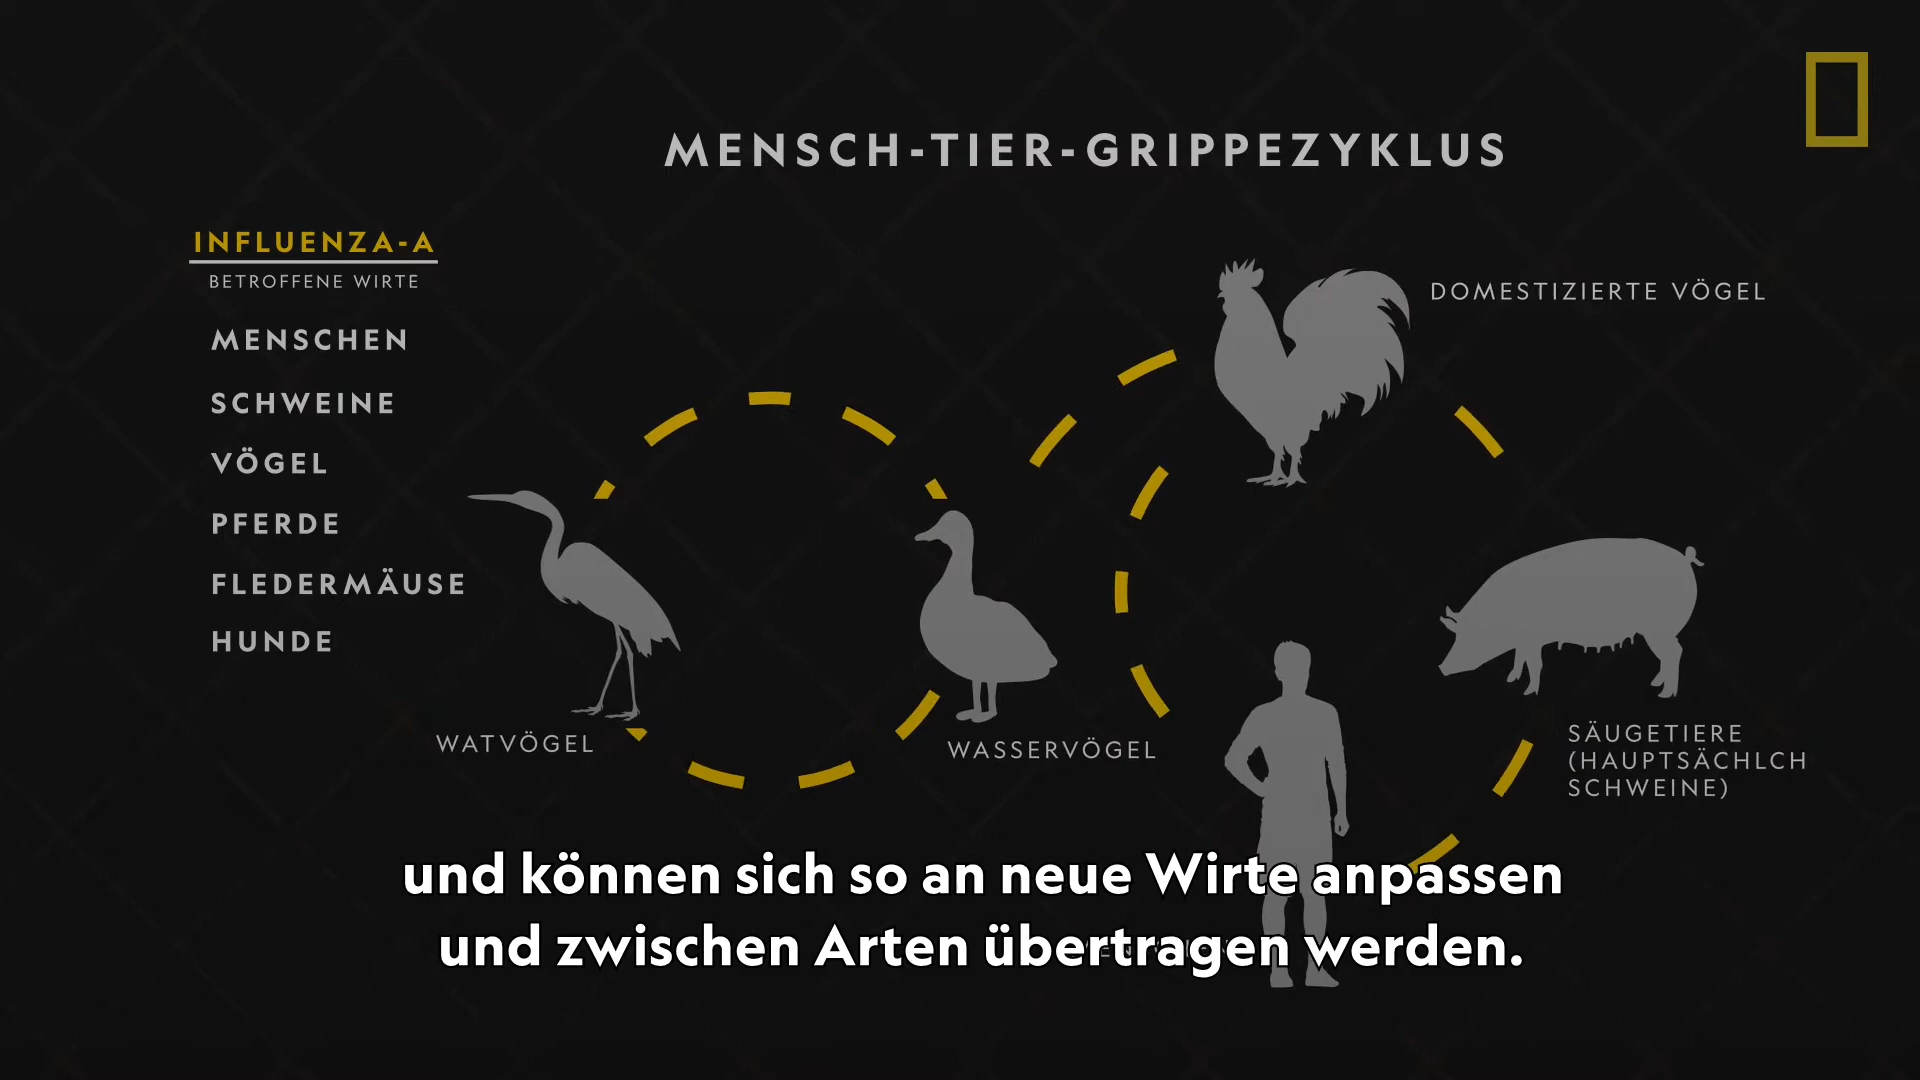 MENSCH-TIER-GRIPPEZYKLUS
INFLUENZA-A
BETROFFENE WIRTE
MENSCHEN
SCHWEINE
VÖGEL
PFERDE
FLEDERMÄUSE
HUNDE
DOMESTIZIERTE VÖGEL
WATVÖGEL
WASSERVÖGEL
SÄUGETIERE
(HAUPTSÄCHLCH
SCHWEINE)
und können sich so an neue Wirte anpassen
und zwischen Arten übertragen werden.